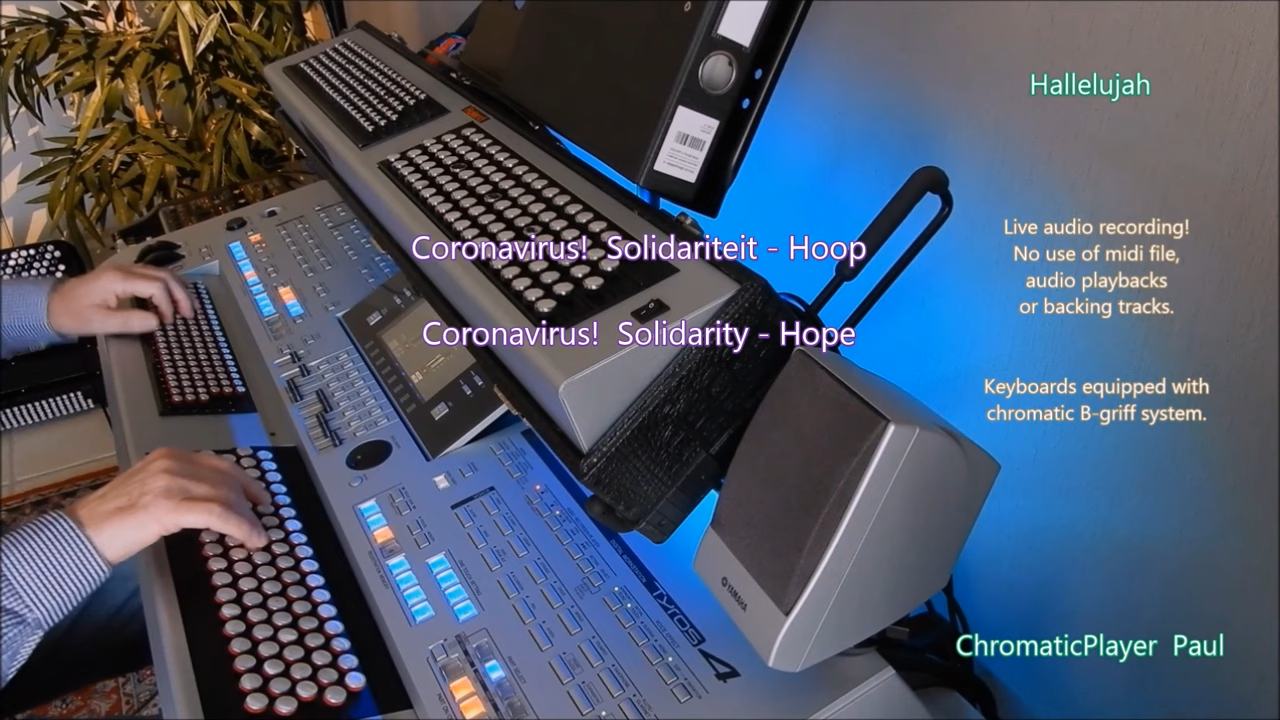 Hallelujah
Live audio recording!
No use of midi file,
audio playbacks
or backing tracks.
Coronavirus!  Solidariteit - Hoop
Coronavirus!  Solidarity - Hope
Keyboards equipped with
chromatic B-griff system.
YAMAHA
TYROS 4
ChromaticPlayer  Paul